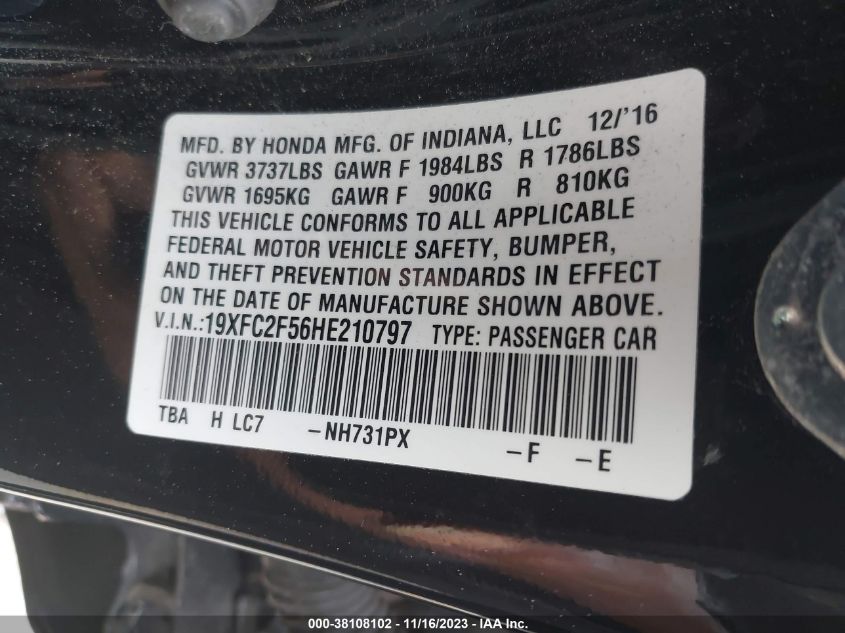 MFD. BY HONDA MFG. OF INDIANA, LLC 12/'16
GVWR 3737LBS GAWR F 1984LBS R 1786LBS
GVWR 1695KG GAWR F 900KG R 810KG
THIS VEHICLE CONFORMS TO ALL APPLICABLE
FEDERAL MOTOR VEHICLE SAFETY, BUMPER,
AND THEFT PREVENTION STANDARDS IN EFFECT
ON THE DATE OF MANUFACTURE SHOWN ABOVE.
V.I.N.:19XFC2F56HE210797 TYPE: PASSENGER CAR
TBA H LC7 -NH731PX -F -E
000-38108102 - 11/16/2023 - IAA Inc.